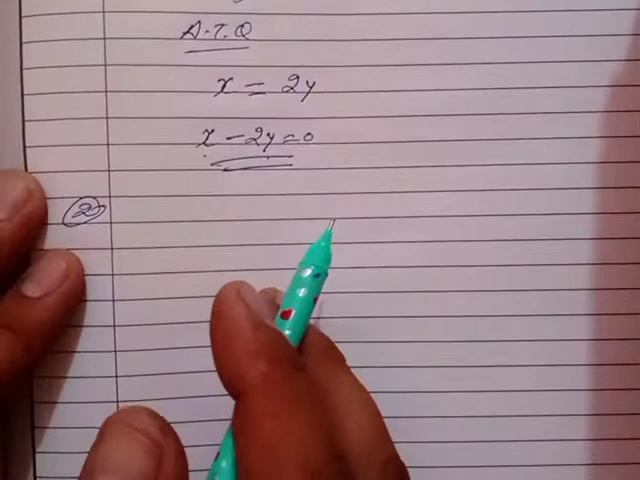 A.T.Q
x = 2y
x - 2y = 0
2